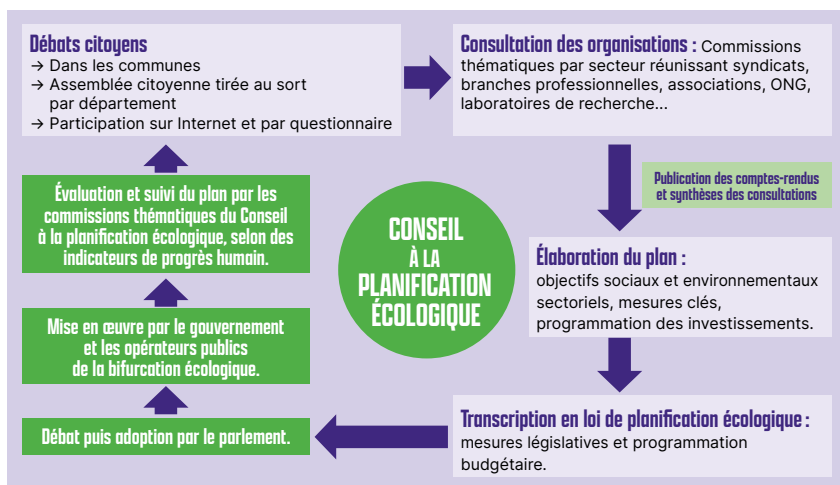 Débats citoyens
→ Dans les communes
→ Assemblée citoyenne tirée au sort
par département
→ Participation sur Internet et par questionnaire
Consultation des organisations : Commissions
thématiques par secteur réunissant syndicats,
branches professionnelles, associations, ONG,
laboratoires de recherche...
Publication des comptes-rendus
et synthèses des consultations
Élaboration du plan :
objectifs sociaux et environnementaux
sectoriels, mesures clés,
programmation des investissements.
Transcription en loi de planification écologique :
mesures législatives et programmation
budgétaire.
Débat puis adoption par le parlement.
Mise en œuvre par le gouvernement
et les opérateurs publics
de la bifurcation écologique.
Évaluation et suivi du plan par les
commissions thématiques du Conseil
à la planification écologique, selon des
indicateurs de progrès humain.
CONSEIL
À LA
PLANIFICATION
ÉCOLOGIQUE